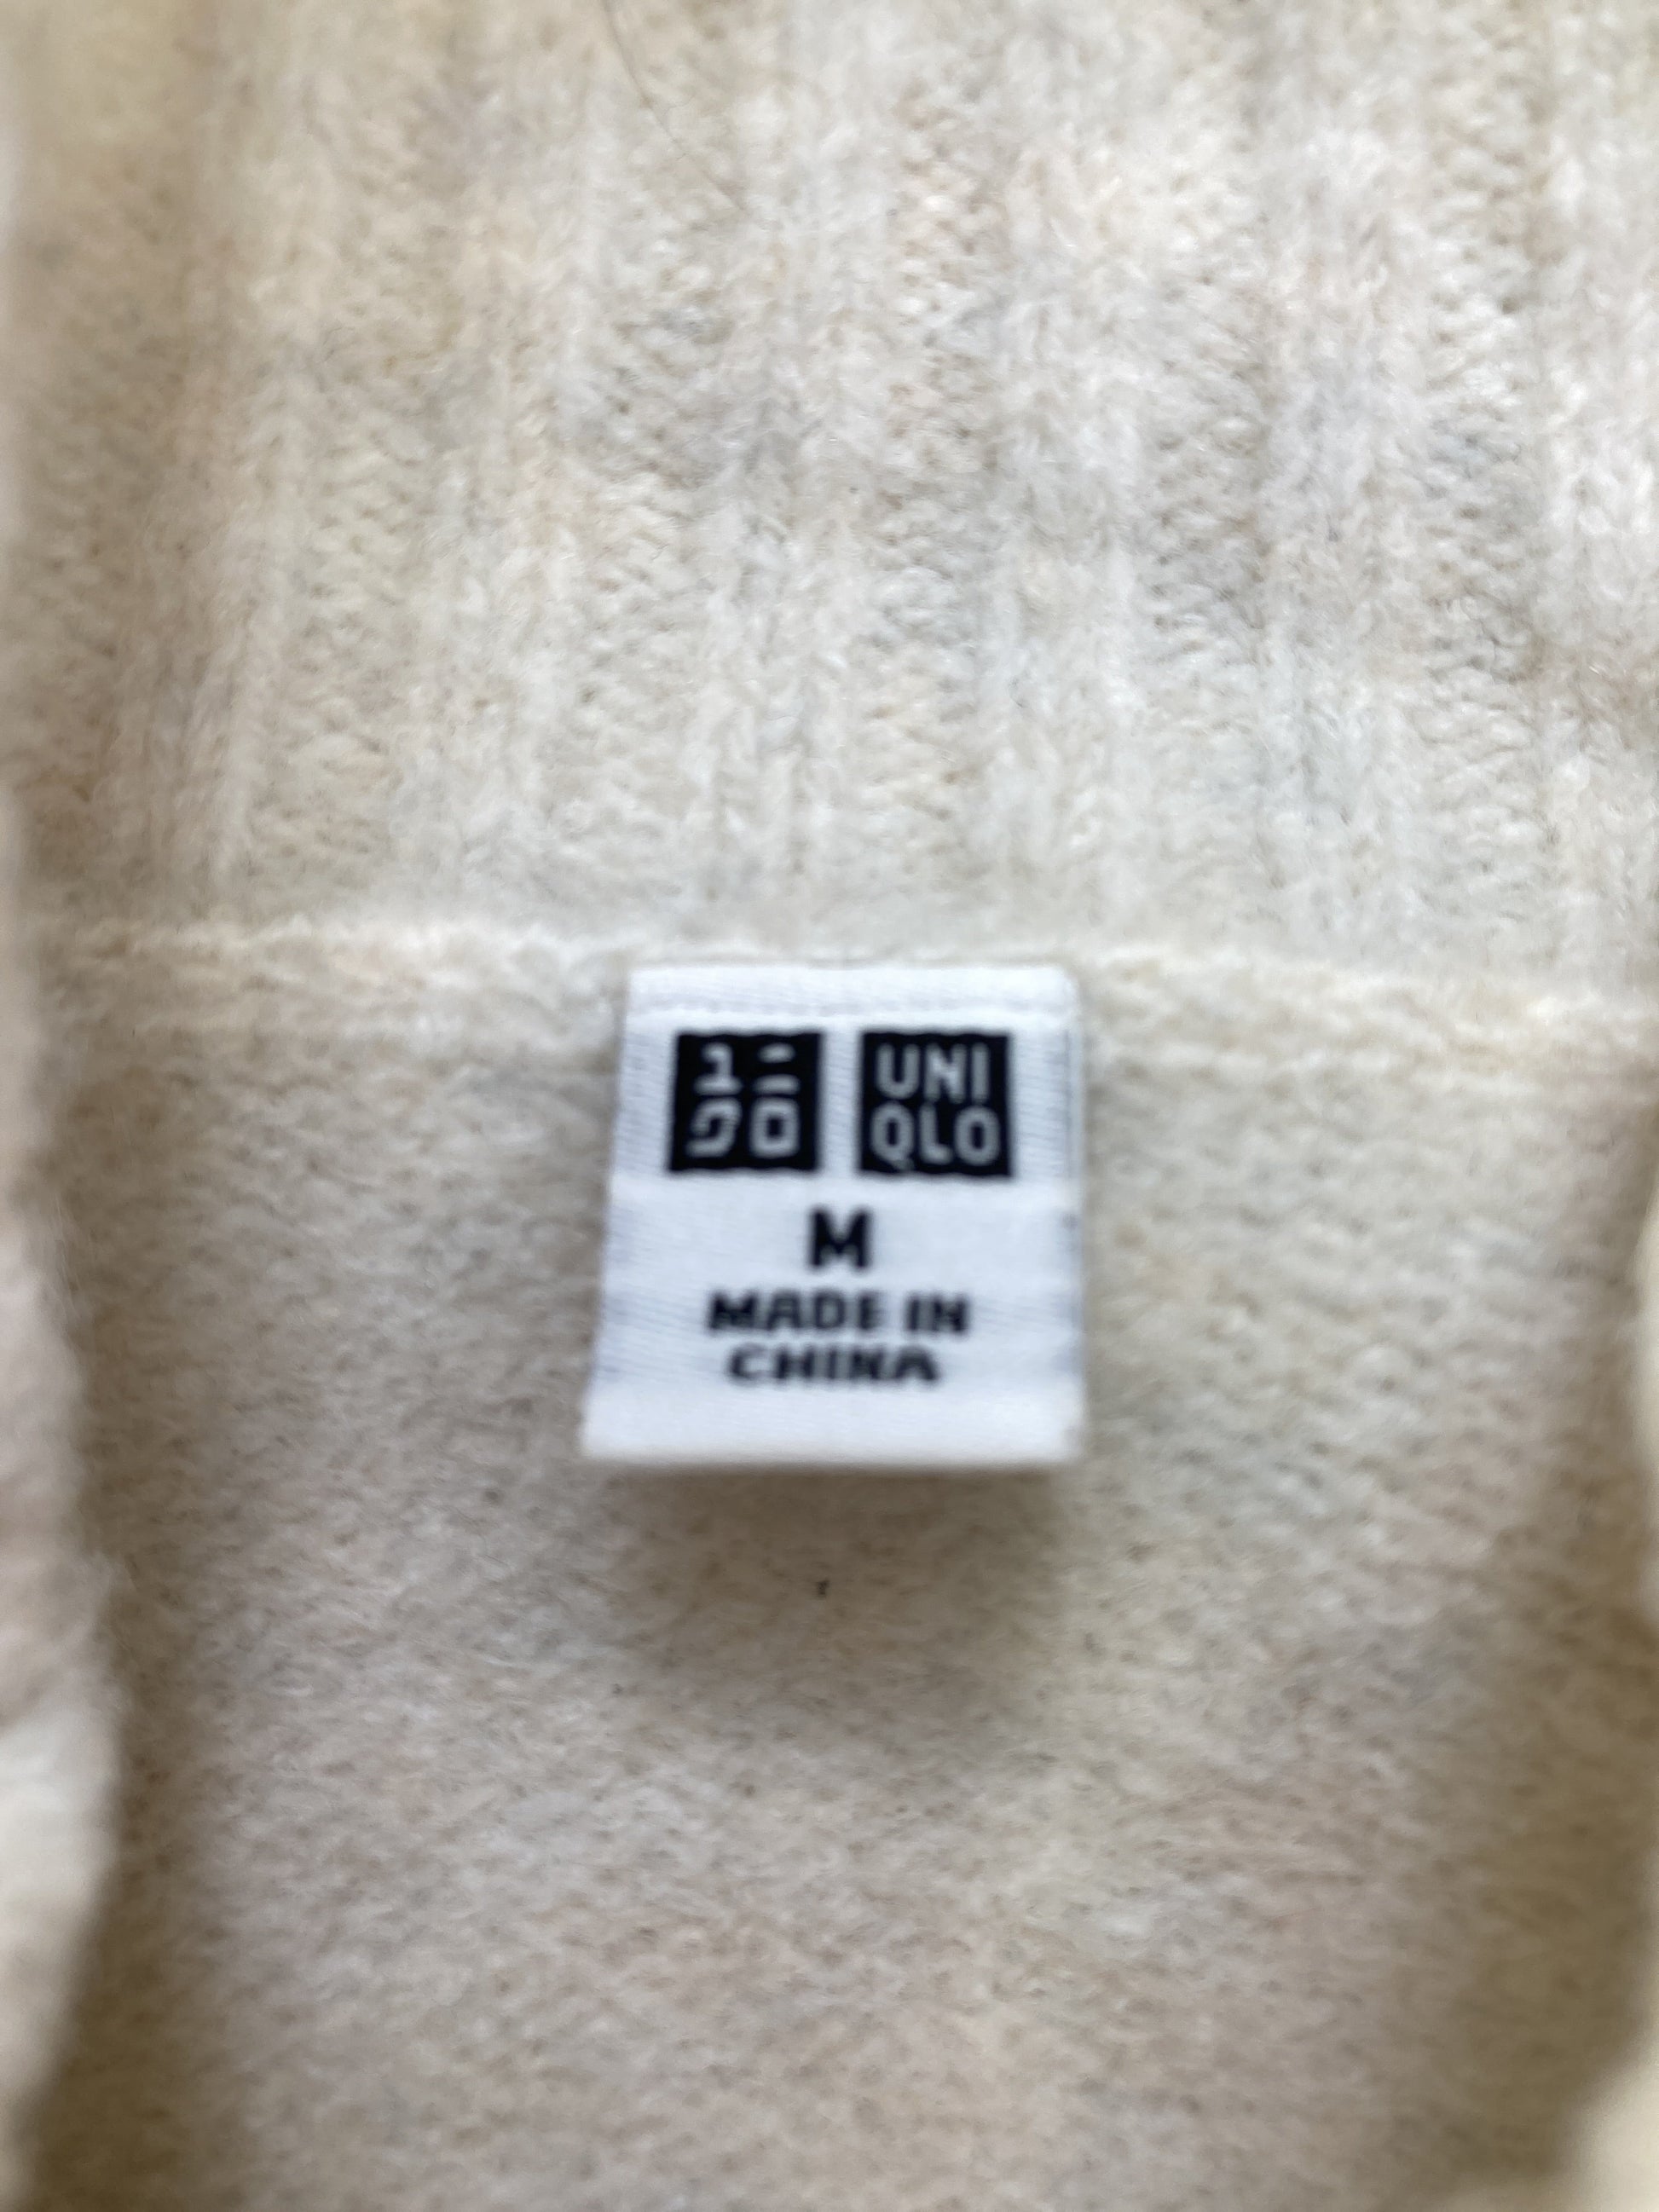 ユニ
クロ
UNI
QLO
M
MADE IN
CHINA